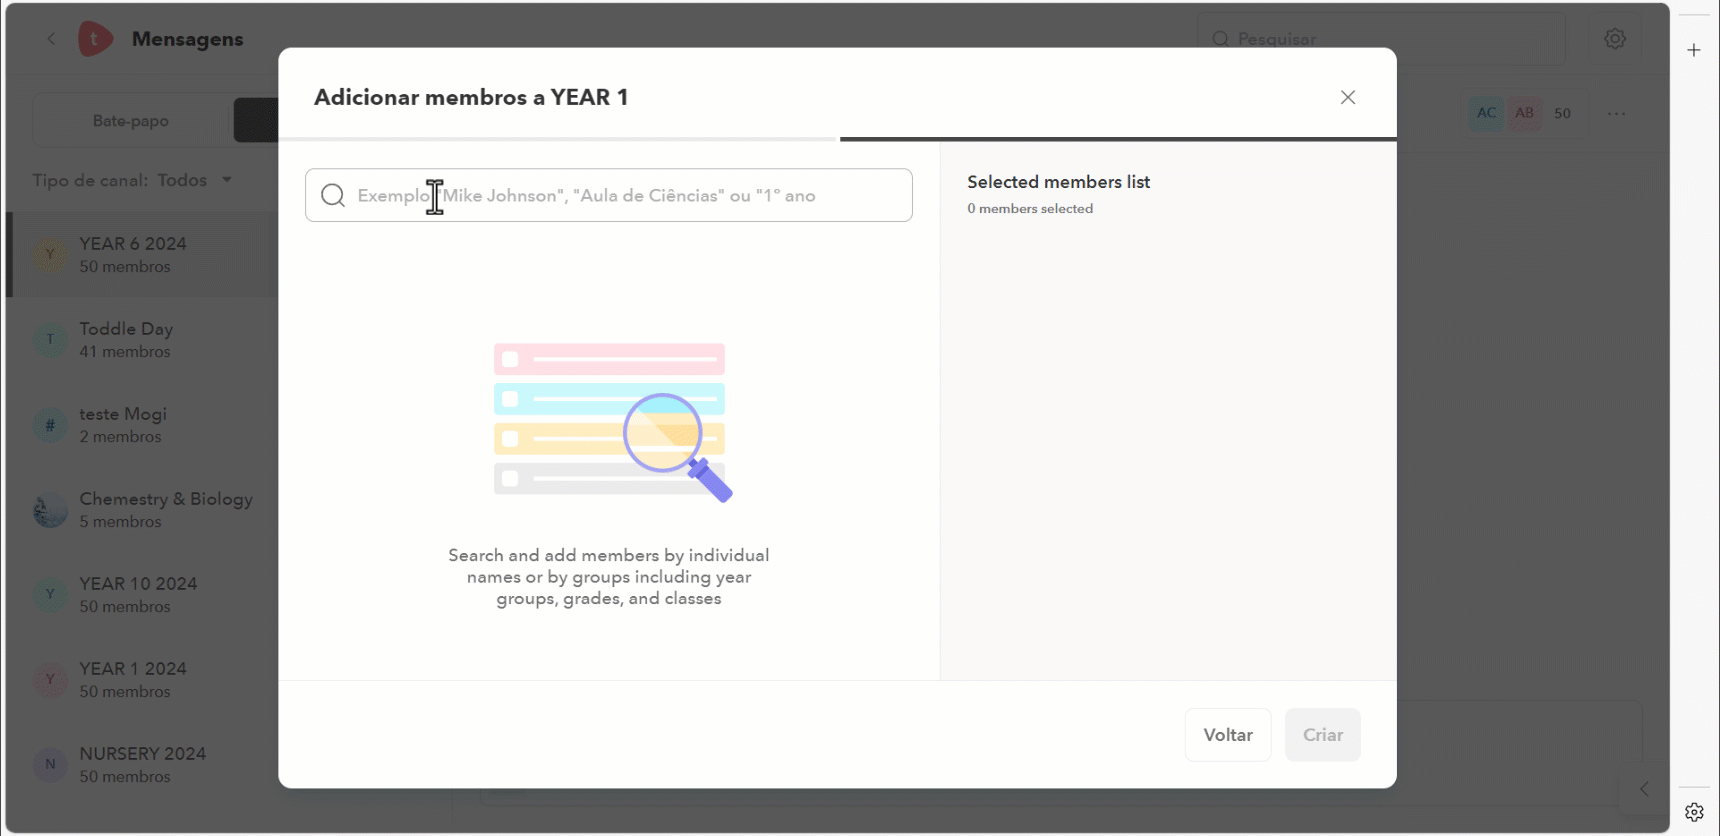 t
Mensagens
Pesquisar
Adicionar membros a YEAR 1
Bate-papo
AC AB 50
Tipo de canal: Todos
Exemplo "Mike Johnson", "Aula de Ciências" ou "1º ano
Selected members list
0 members selected
Y
YEAR 6 2024
50 membros
T
Toddle Day
41 membros
#
teste Mogi
2 membros
Chemestry & Biology
5 membros
Y
YEAR 10 2024
50 membros
Y
YEAR 1 2024
50 membros
N
NURSERY 2024
50 membros
Search and add members by individual
names or by groups including year
groups, grades, and classes
Voltar
Criar